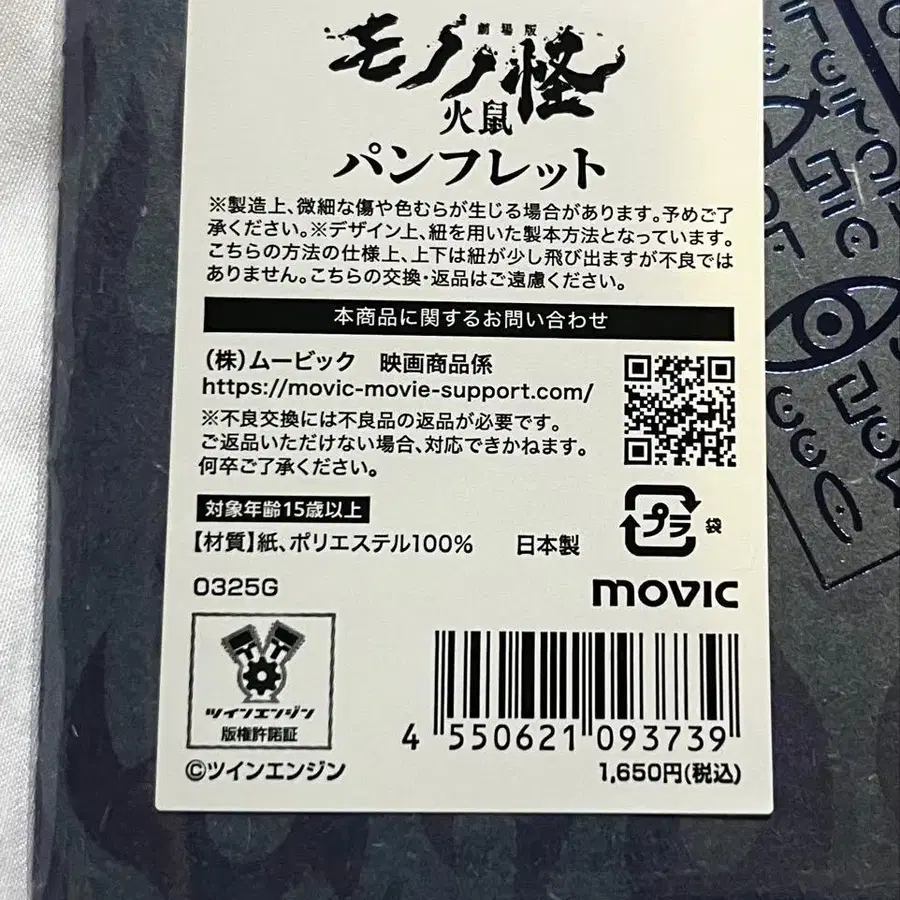 劇場版
モノノ怪
火鼠
パンフレット
※製造上、微細な傷や色むらが生じる場合があります。予めご了
承ください。※デザイン上、紐を用いた製本方法となっています。
こちらの方法の仕様上、上下は紐が少し飛び出ますが不良では
ありません。こちらの交換・返品はご遠慮ください。
本商品に関するお問い合わせ
(株)ムービック 映画商品係
https://movic-movie-support.com/
※不良交換には不良品の返品が必要です。
ご返品いただけない場合、対応できかねます。
何卒ご了承ください。
対象年齢15歳以上
プラ 袋
【材質】紙、ポリエステル100% 日本製
0325G
movic
ツインエンジン
版権許諾証
4 550621 093739
©ツインエンジン
1,650円(税込)